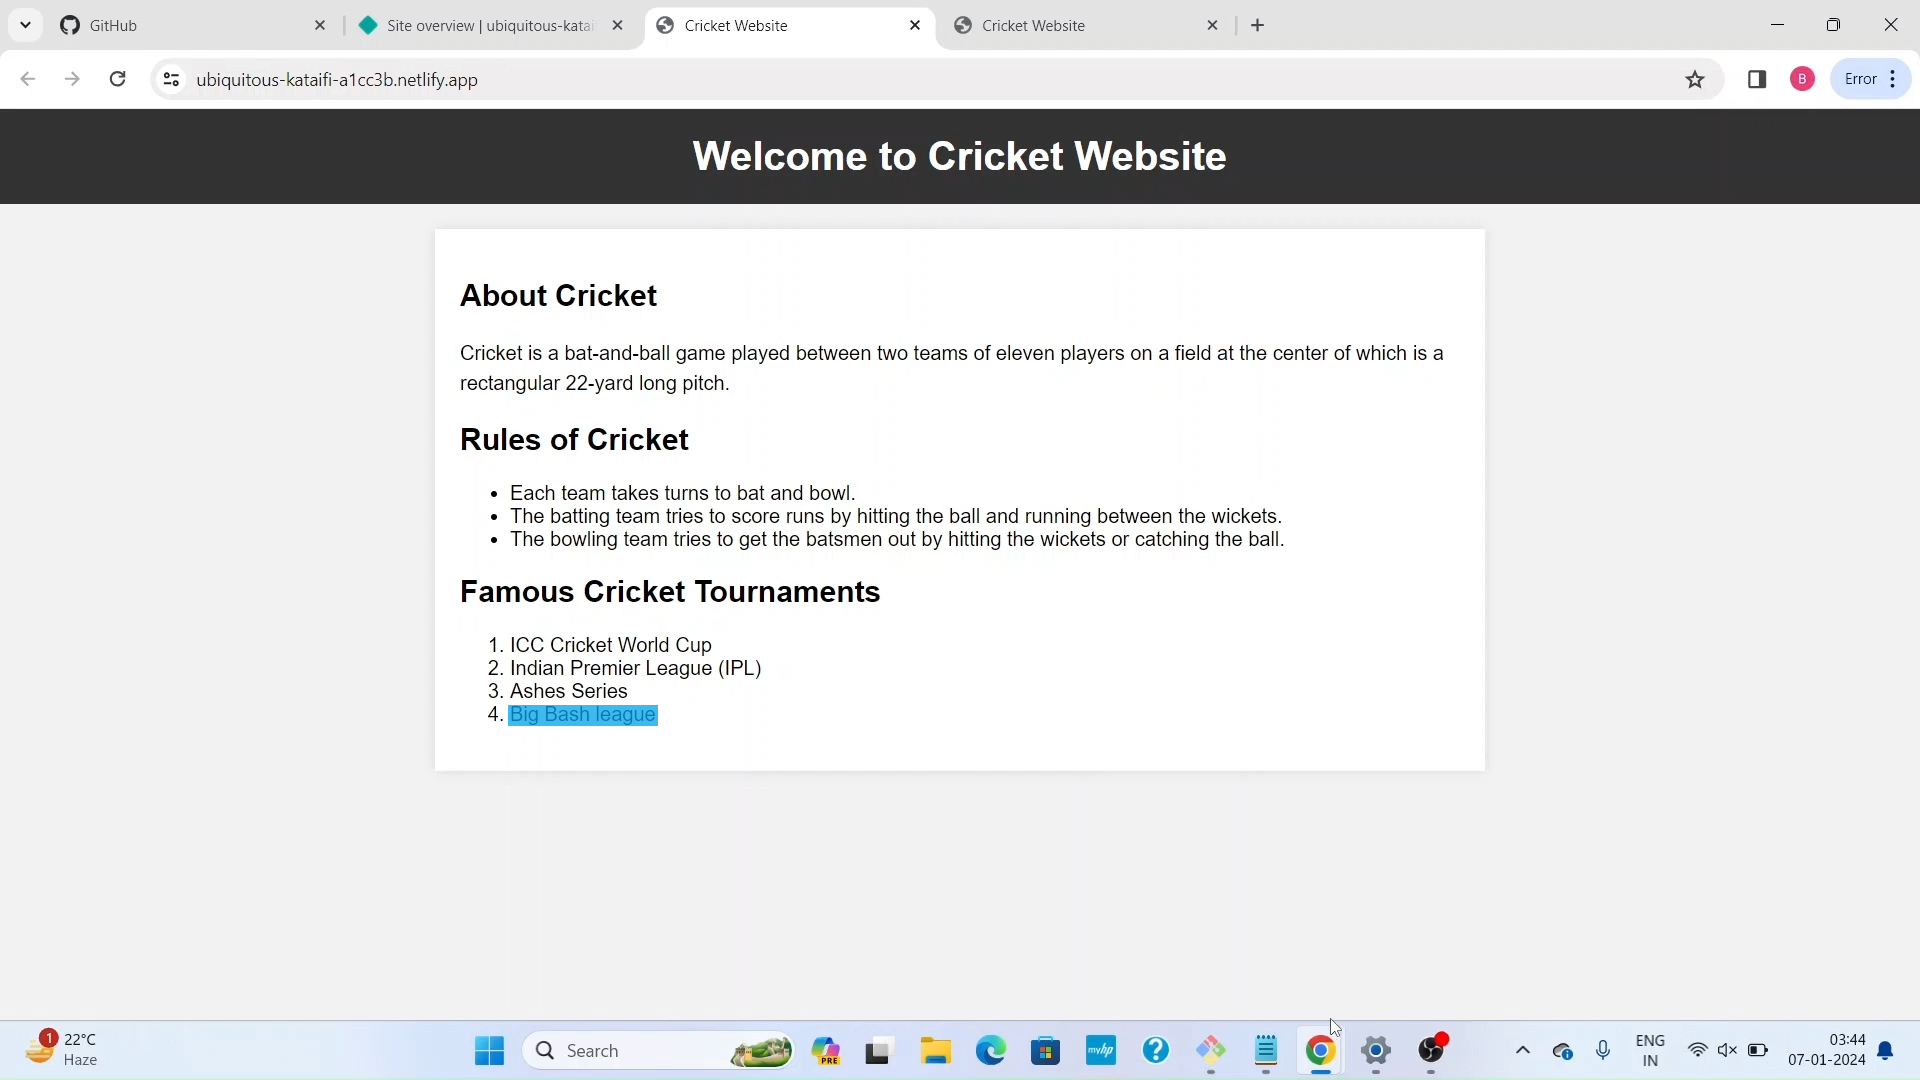 GitHub
Site overview | ubiquitous-katai
Cricket Website
Cricket Website
ubiquitous-kataifi-a1cc3b.netlify.app
B
Error
Welcome to Cricket Website
About Cricket
Cricket is a bat-and-ball game played between two teams of eleven players on a field at the center of which is a
rectangular 22-yard long pitch.
Rules of Cricket
• Each team takes turns to bat and bowl.
• The batting team tries to score runs by hitting the ball and running between the wickets.
• The bowling team tries to get the batsmen out by hitting the wickets or catching the ball.
Famous Cricket Tournaments
1. ICC Cricket World Cup
2. Indian Premier League (IPL)
3. Ashes Series
4. Big Bash league
1
22°C
Haze
Search
PRE
myhp
ENG
IN
03:44
07-01-2024